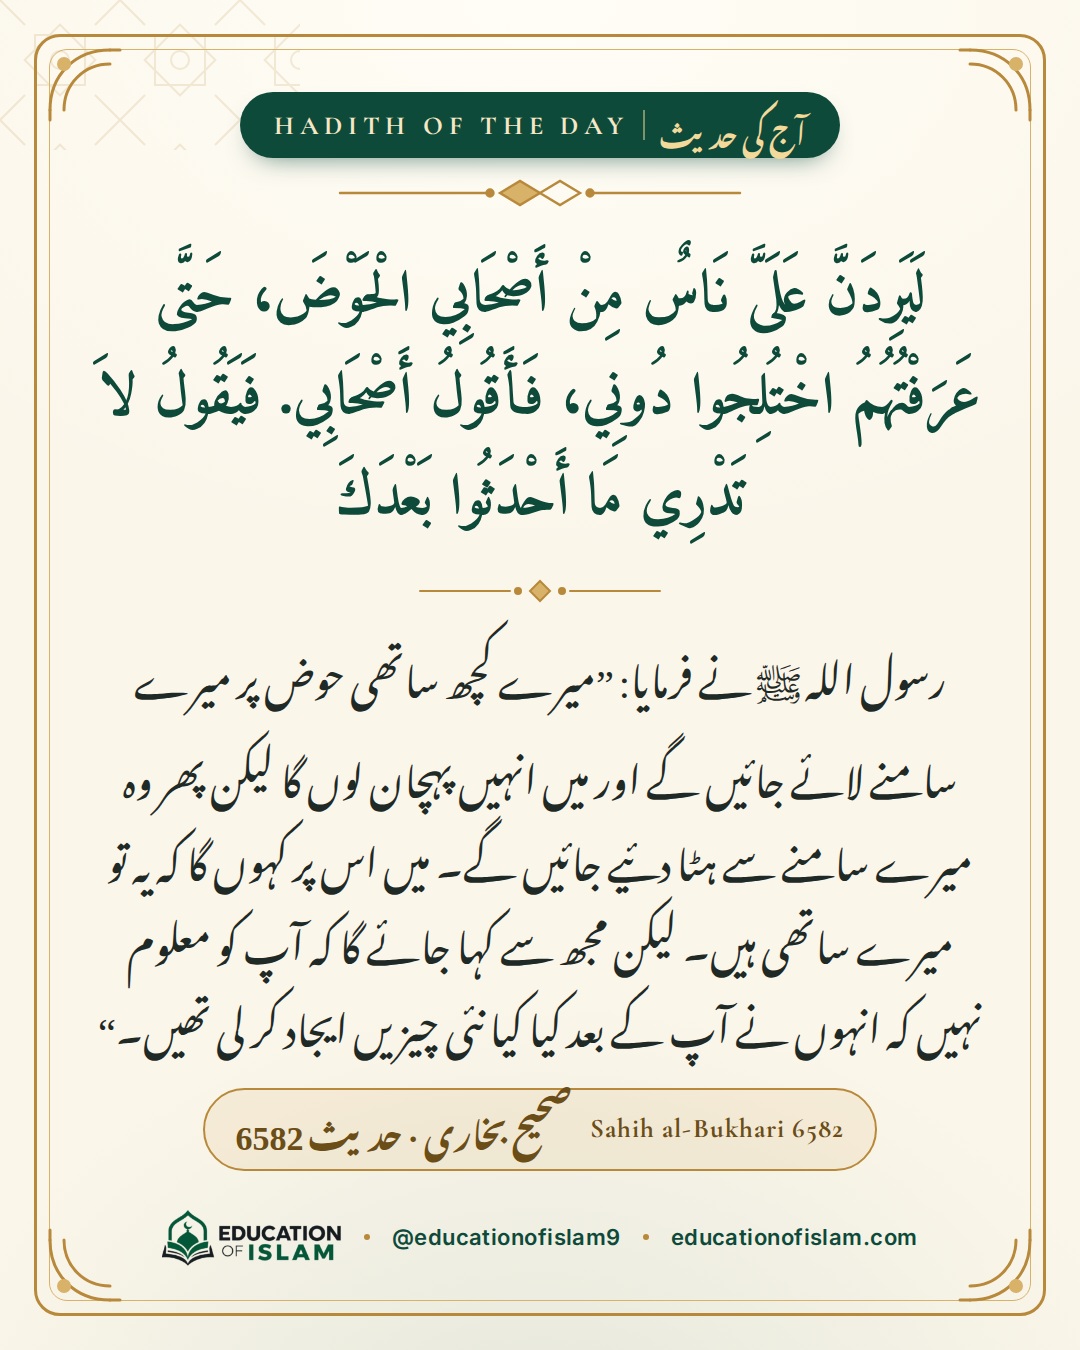 HADITH OF THE DAY | آج کی حدیث
لَيَرِدَنَّ عَلَىَّ نَاسٌ مِنْ أَصْحَابِي الْحَوْضَ، حَتَّى
عَرَفْتُهُمُ اخْتُلِجُوا دُونِي، فَأَقُولُ أَصْحَابِي. فَيَقُولُ لاَ
تَدْرِي مَا أَحْدَثُوا بَعْدَكَ
رسول اللہ ﷺ نے فرمایا: ”میرے کچھ ساتھی حوض پر میرے
سامنے لائے جائیں گے اور میں انہیں پہچان لوں گا لیکن پھر وہ
میرے سامنے سے ہٹا دئیے جائیں گے۔ میں اس پر کہوں گا کہ یہ تو
میرے ساتھی ہیں۔ لیکن مجھ سے کہا جائے گا کہ آپ کو معلوم
نہیں کہ انہوں نے آپ کے بعد کیا کیا نئی چیزیں ایجاد کر لی تھیں۔“
صحیح بخاری · حدیث 6582 Sahih al-Bukhari 6582
EDUCATION OF ISLAM • @educationofislam9 • educationofislam.com